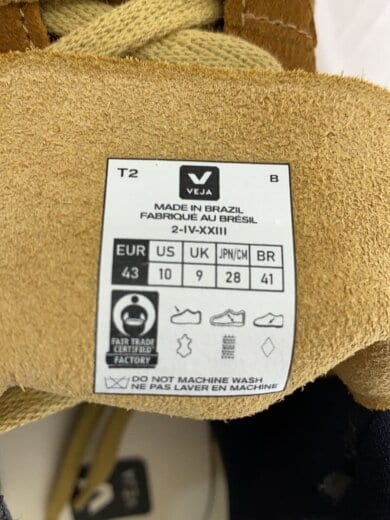 T2
V
VEJA
B
MADE IN BRAZIL
FABRIQUÉ AU BRÉSIL
2-IV-XXIII
EUR US UK JPN/CM BR
43 10 9 28 41
FAIR TRADE
CERTIFIED
FACTORY
DO NOT MACHINE WASH
NE PAS LAVER EN MACHINE
V
VEJA